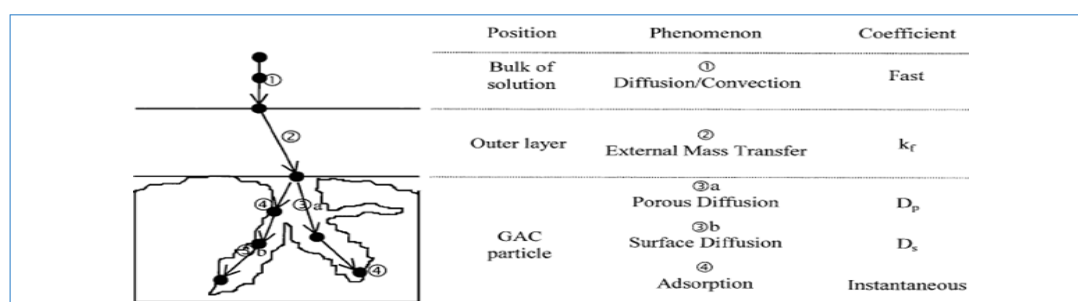 Position Phenomenon Coefficient
①
Bulk of
solution
①
Diffusion/Convection
Fast
②
Outer layer
②
External Mass Transfer
k_f
④ ③a
③b
④
GAC
particle
③a
Porous Diffusion
D_p
③b
Surface Diffusion
D_s
④
Adsorption
Instantaneous